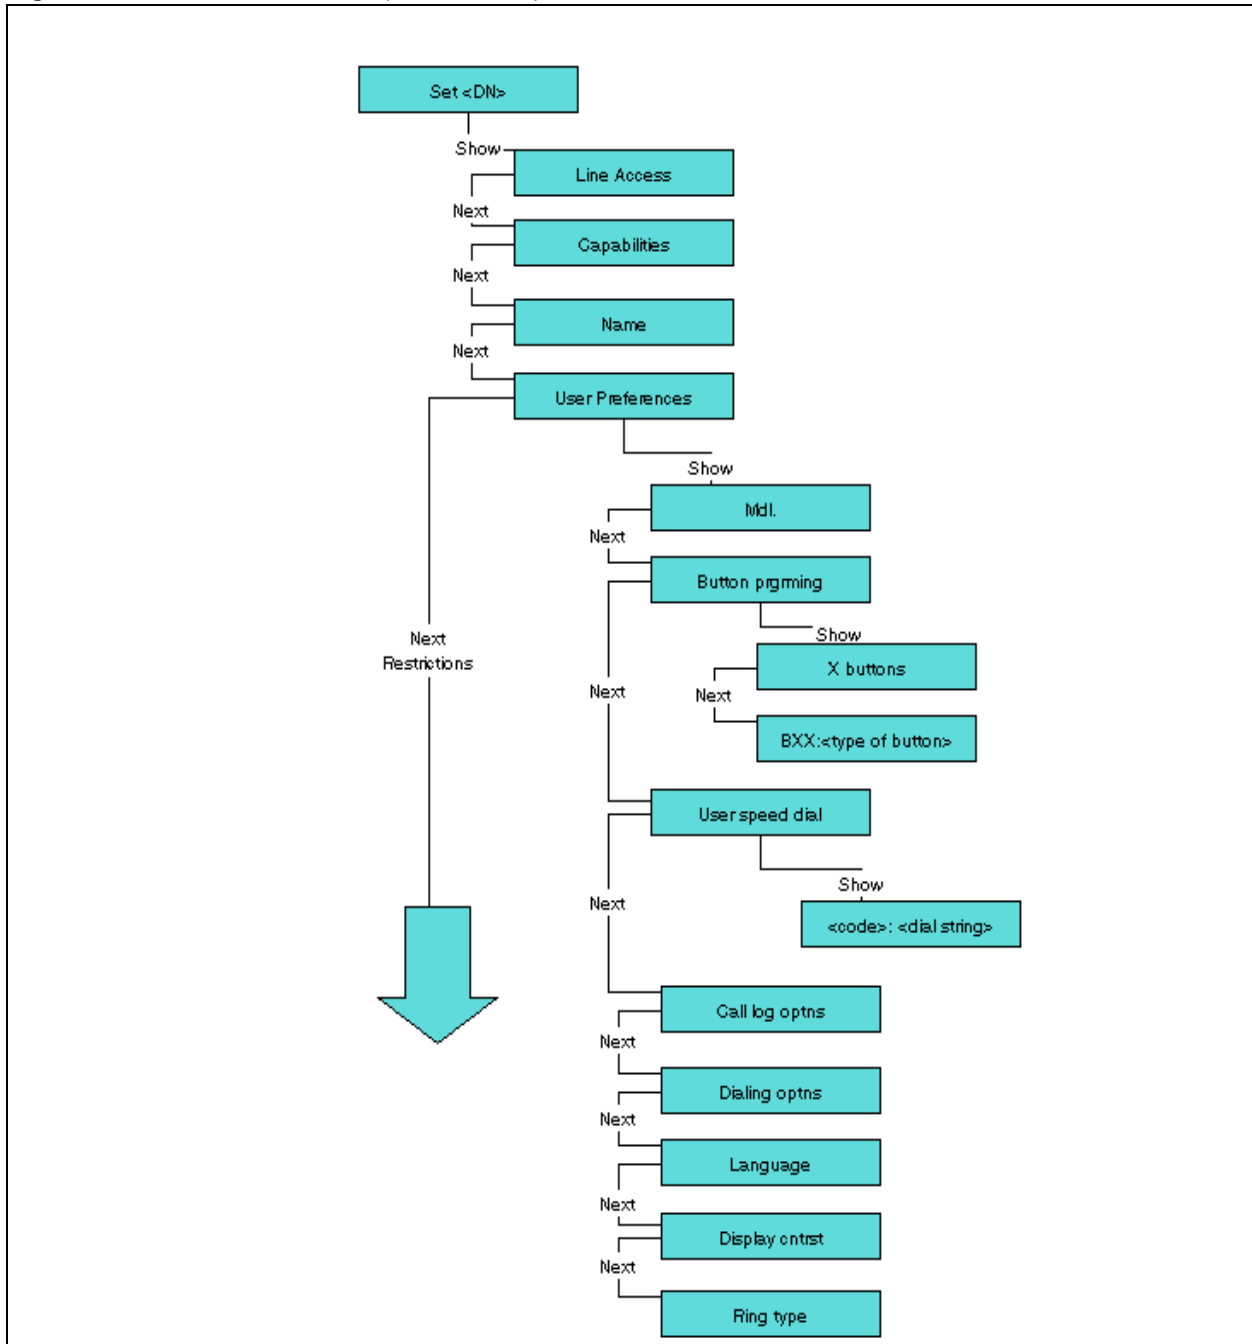 Set <DN>
Show
Line Access
Next
Capabilities
Next
Name
Next
User Preferences
Show
Mdl.
Next
Button prgrming
Show
Next
Restrictions
X buttons
Next
Next
BXX:<type of button>
User speed dial
Show
Next
<code>: <dial string>
Call log optns
Next
Dialing optns
Next
Language
Next
Display cntrst
Next
Ring type